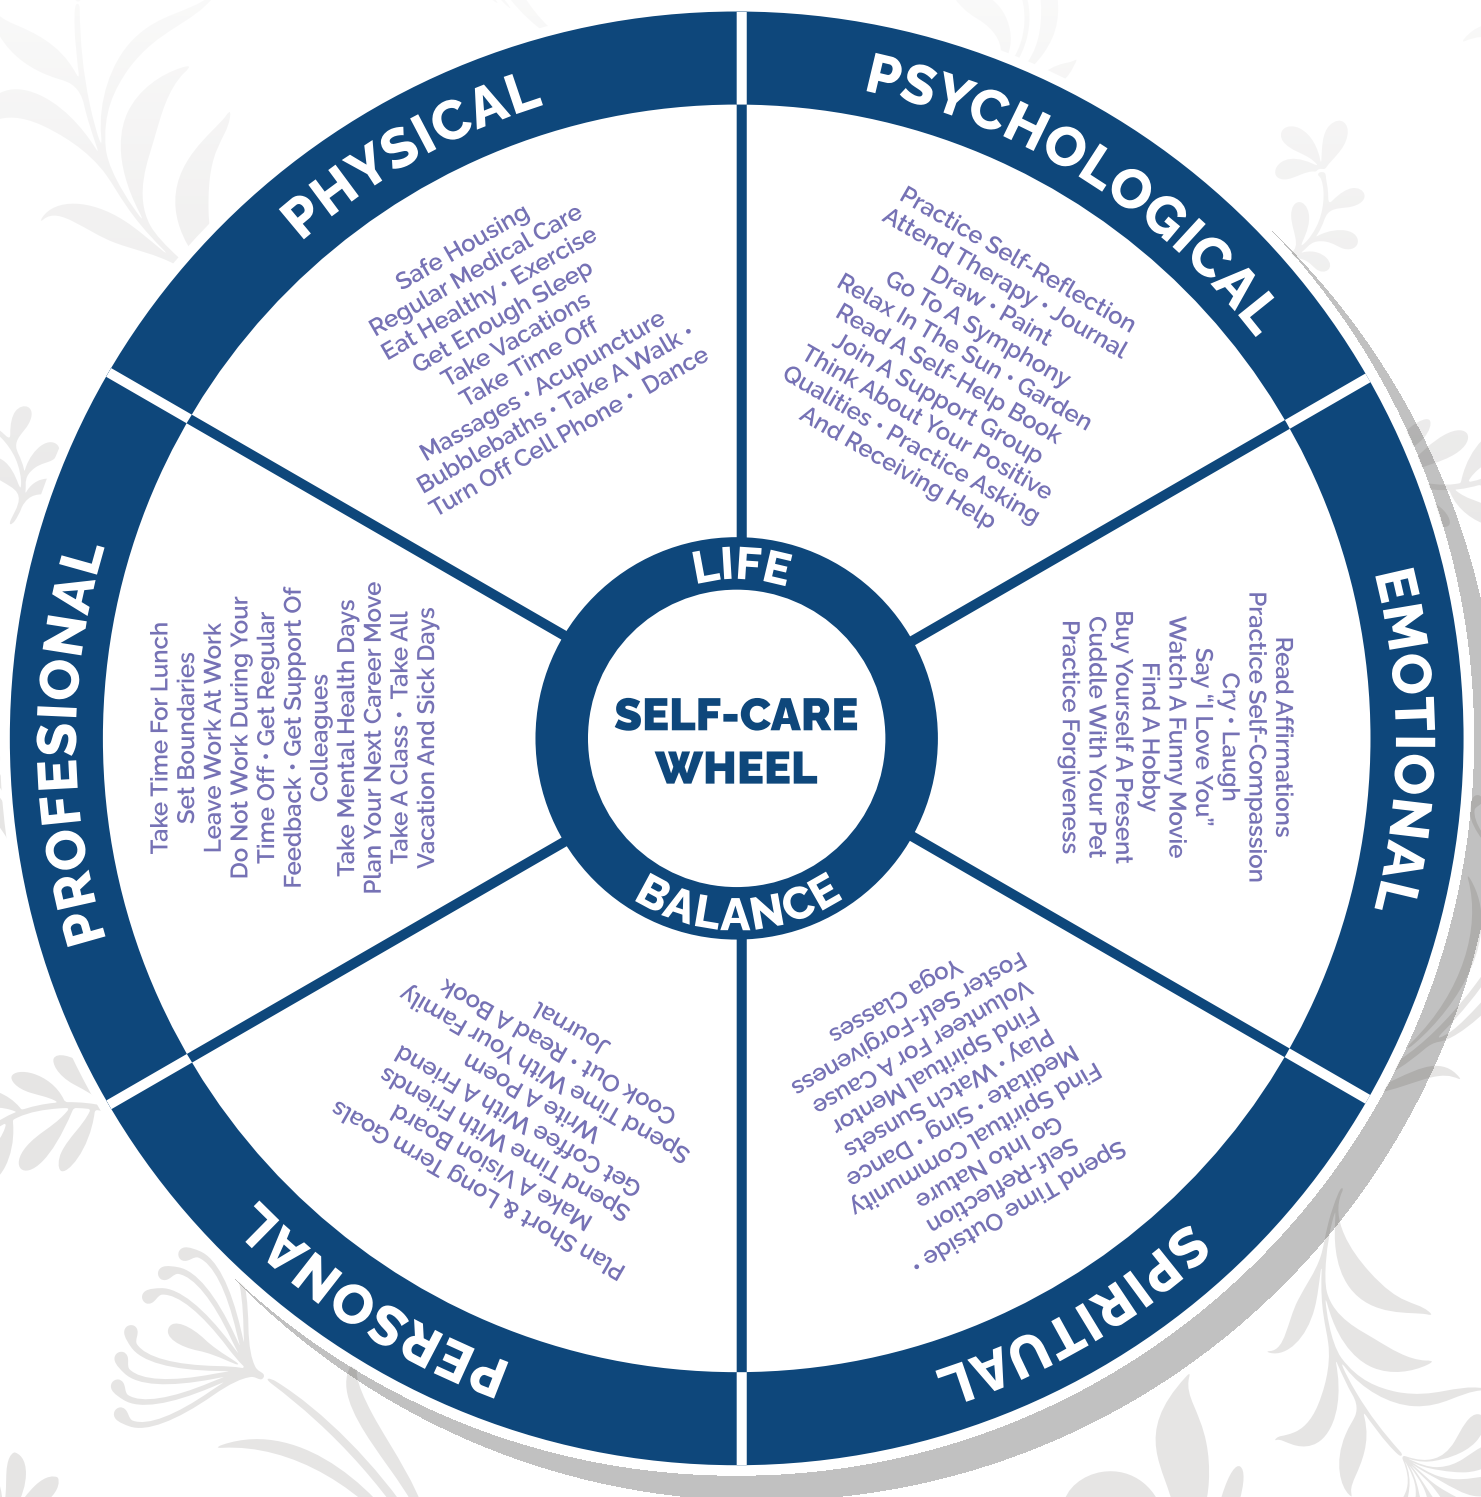 PHYSICAL
Safe Housing
Regular Medical Care
Eat Healthy • Exercise
Get Enough Sleep
Take Vacations
Take Time Off
Massages • Acupuncture
Bubblebaths • Take A Walk •
Turn Off Cell Phone • Dance
PSYCHOLOGICAL
Practice Self-Reflection
Attend Therapy • Journal
Draw • Paint
Go To A Symphony
Relax In The Sun • Garden
Read A Self-Help Book
Join A Support Group
Think About Your Positive
Qualities • Practice Asking
And Receiving Help
EMOTIONAL
Read Affirmations
Practice Self-Compassion
Cry • Laugh
Say “I Love You”
Watch A Funny Movie
Find A Hobby
Buy Yourself A Present
Cuddle With Your Pet
Practice Forgiveness
SPIRITUAL
Spend Time Outside •
Self-Reflection
Go Into Nature
Find Spiritual Community
Meditate • Sing • Dance
Play • Watch Sunsets
Find Spiritual Mentor
Volunteer For A Cause
Foster Self-Forgiveness
Yoga Classes
PERSONAL
Plan Short & Long Term Goals
Make A Vision Board
Spend Time With Friends
Get Coffee With A Friend
Write A Poem
Spend Time With Your Family
Cook Out • Read A Book
Journal
PROFESSIONAL
Take Time For Lunch
Set Boundaries
Leave Work At Work
Do Not Work During Your
Time Off • Get Regular
Feedback • Get Support Of
Colleagues
Take Mental Health Days
Plan Your Next Career Move
Take A Class • Take All
Vacation And Sick Days
LIFE
SELF-CARE
WHEEL
BALANCE